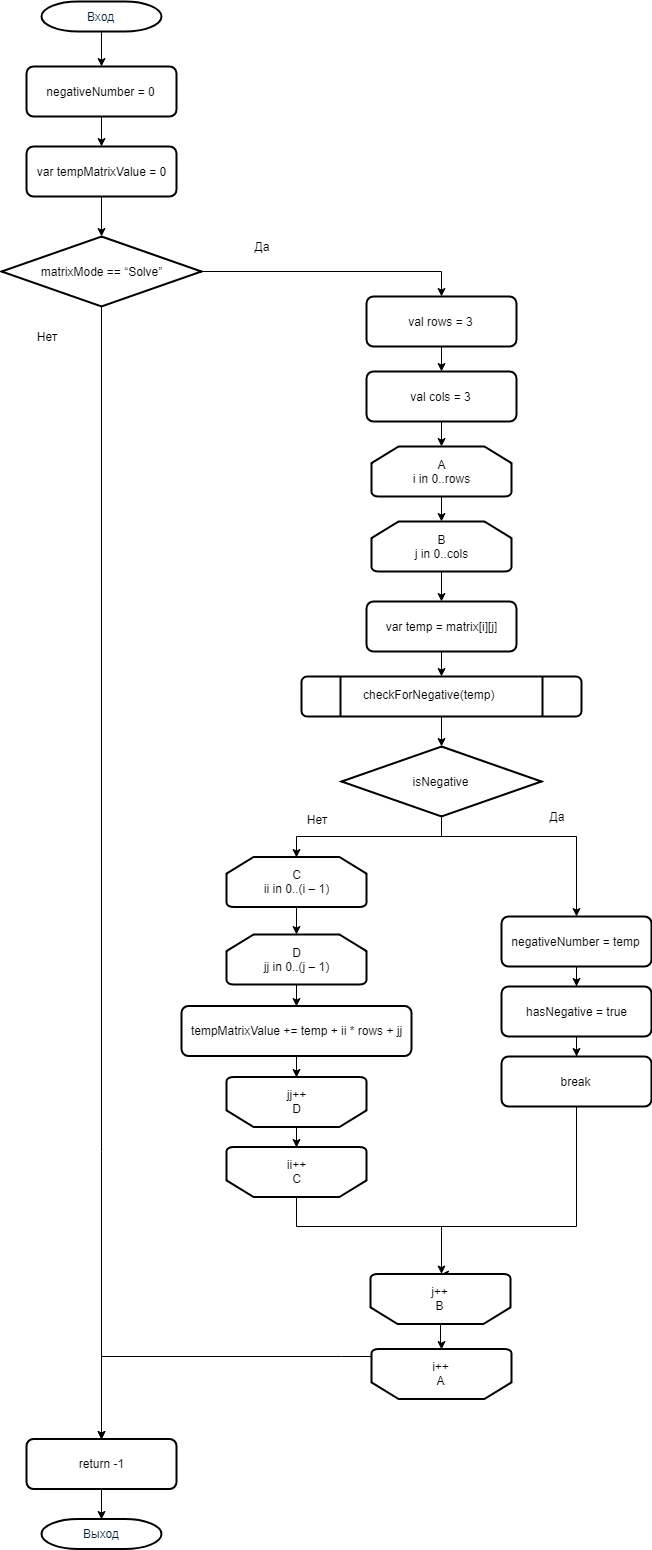 Вход
negativeNumber = 0
var tempMatrixValue = 0
matrixMode == “Solve”
Да
Нет
val rows = 3
val cols = 3
A
i in 0..rows
B
j in 0..cols
var temp = matrix[i][j]
checkForNegative(temp)
isNegative
Нет
Да
C
ii in 0..(i – 1)
D
jj in 0..(j – 1)
tempMatrixValue += temp + ii * rows + jj
jj++
D
ii++
C
negativeNumber = temp
hasNegative = true
break
j++
B
i++
A
return -1
Выход